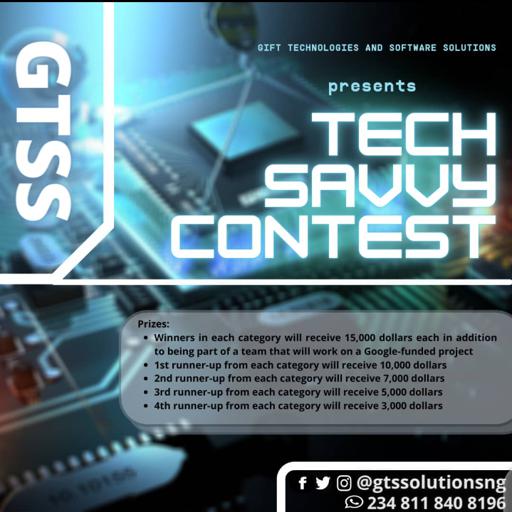 GTSS
GIFT TECHNOLOGIES AND SOFTWARE SOLUTIONS
presents
TECH
SAVVY
CONTEST
Prizes:
• Winners in each category will receive 15,000 dollars each in addition
to being part of a team that will work on a Google-funded project
• 1st runner-up from each category will receive 10,000 dollars
• 2nd runner-up from each category will receive 7,000 dollars
• 3rd runner-up from each category will receive 5,000 dollars
• 4th runner-up from each category will receive 3,000 dollars
@gtssolutionsng
234 811 840 8196